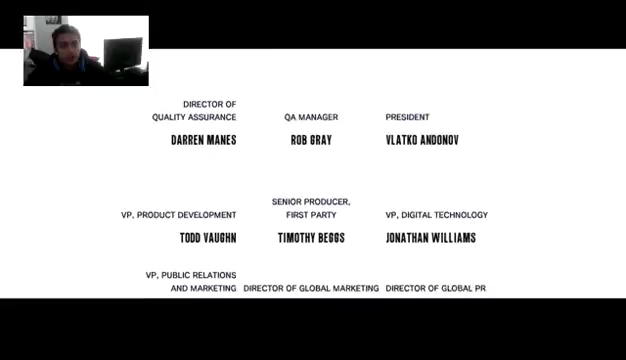 DIRECTOR OF
QUALITY ASSURANCE
DARREN MANES
QA MANAGER
ROB GRAY
PRESIDENT
VLATKO ANDONOV
VP, PRODUCT DEVELOPMENT
TODD VAUGHN
SENIOR PRODUCER,
FIRST PARTY
TIMOTHY BEGGS
VP, DIGITAL TECHNOLOGY
JONATHAN WILLIAMS
VP, PUBLIC RELATIONS
AND MARKETING
DIRECTOR OF GLOBAL MARKETING
DIRECTOR OF GLOBAL PR